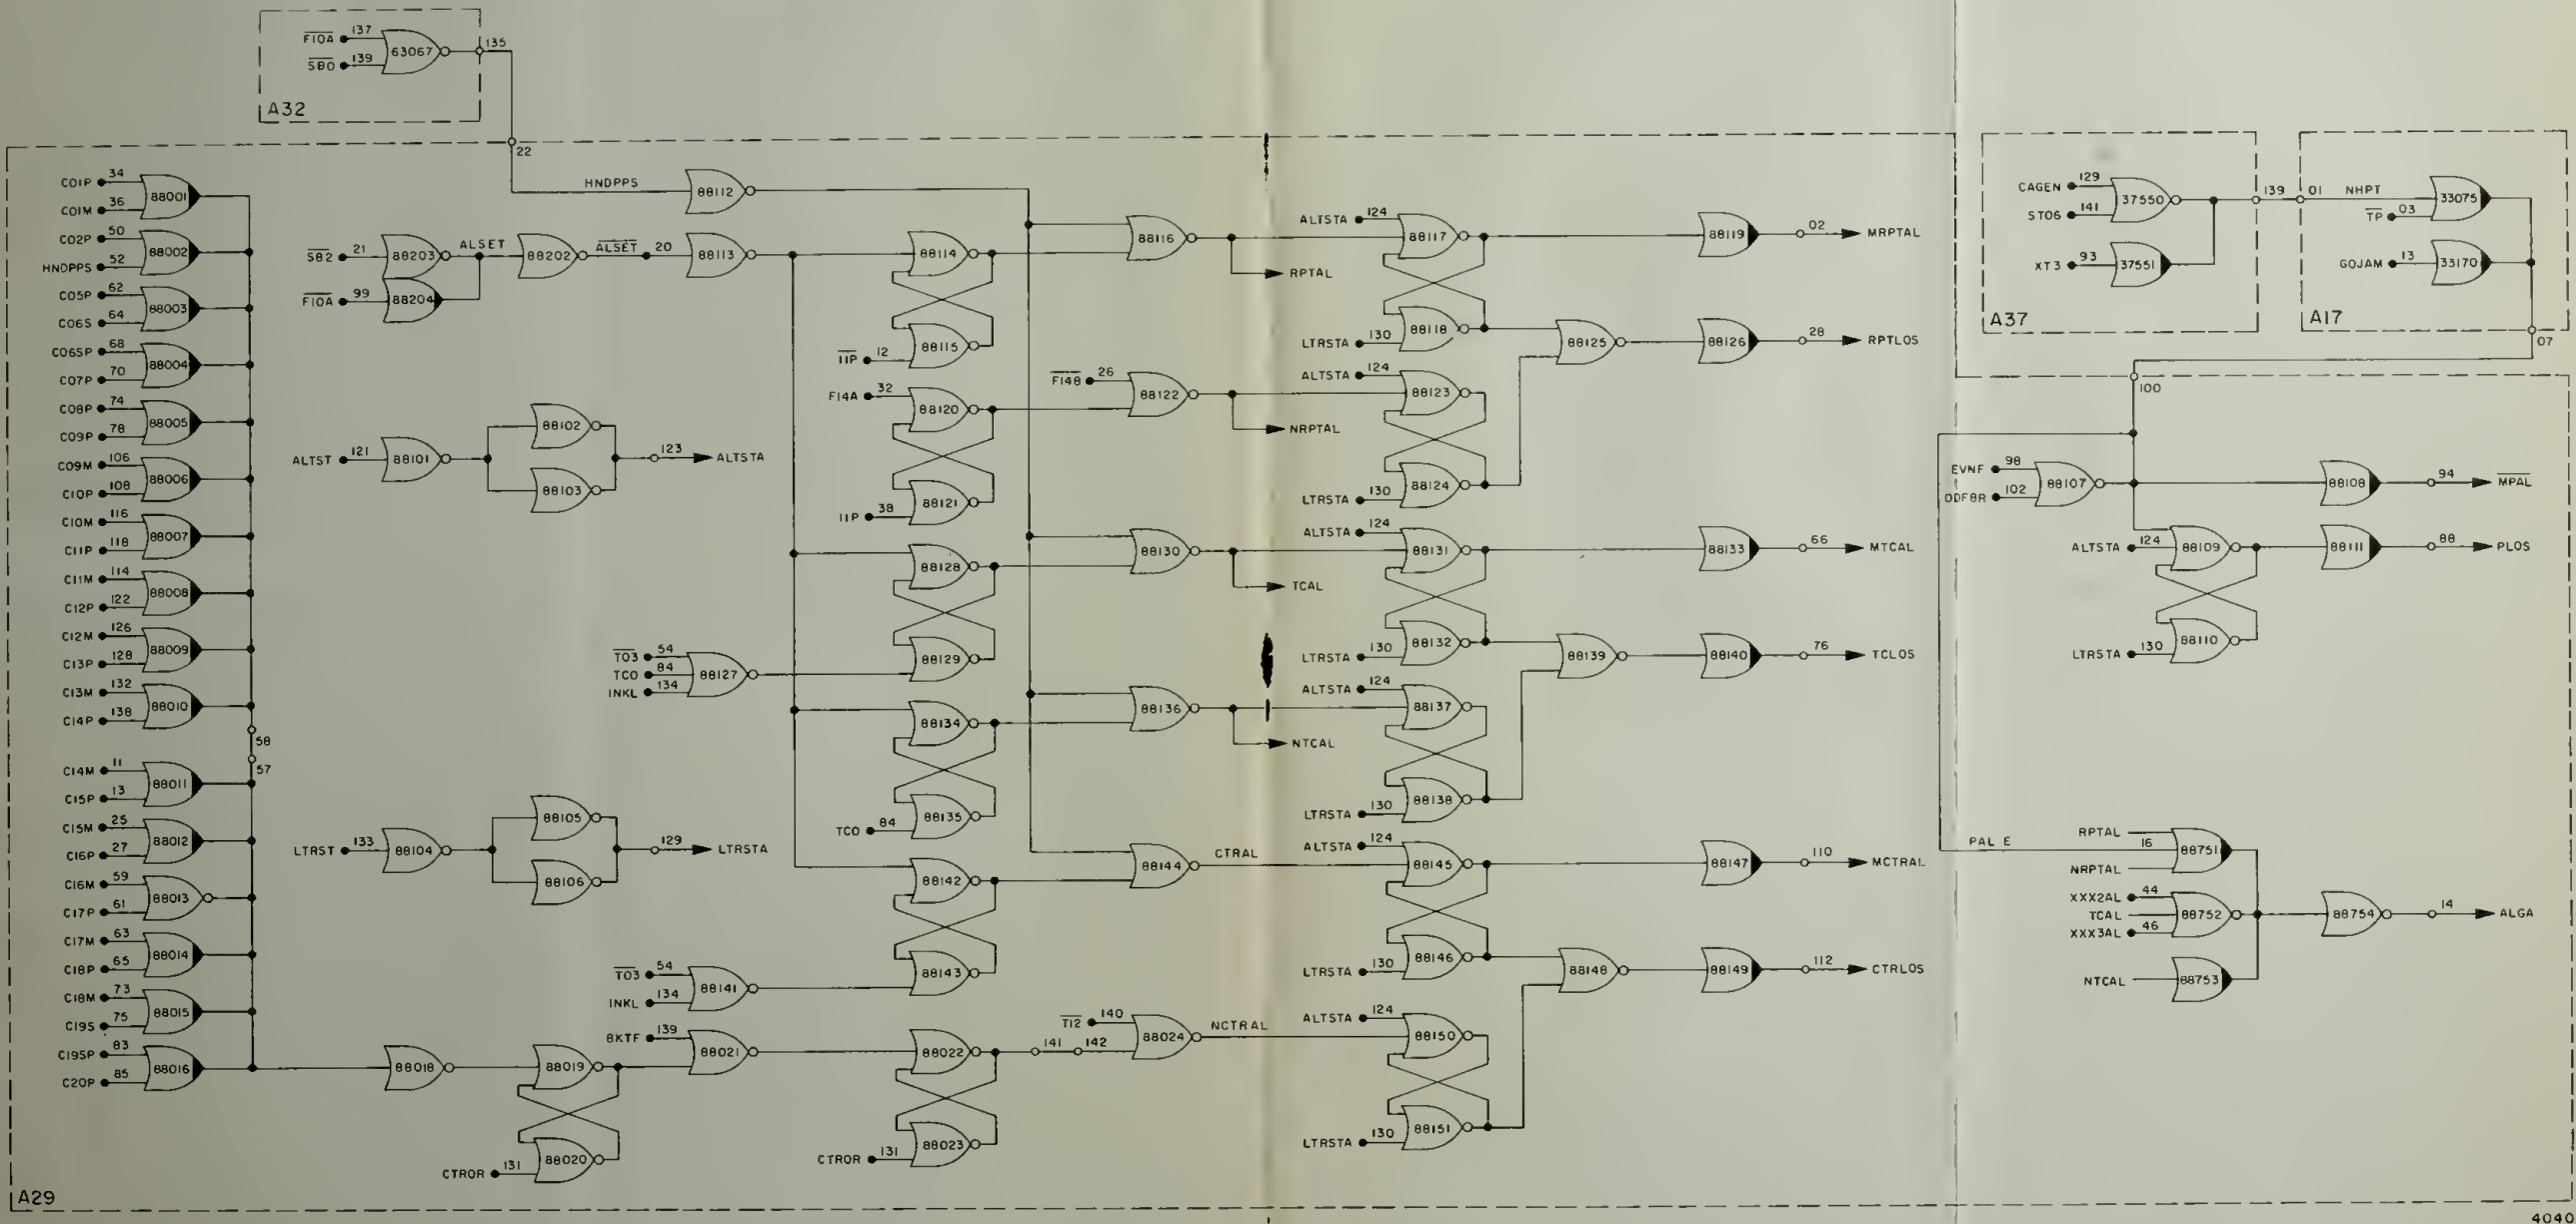 F10A 137
SB0 139
63067
135
A32
22
HNDPPS
88112
C01P 34
C01M 36
88001
C02P 50
HNDPPS 52
88002
C05P 62
C06S 64
88003
C06SP 68
C07P 70
88004
C08P 74
C09P 78
88005
C09M 106
C10P 108
88006
C10M 116
C11P 118
88007
C11M 114
C12P 122
88008
C12M 126
C13P 128
88009
C13M 132
C14P 138
88010
58
57
C14M 11
C15P 13
88011
C15M 25
C16P 27
88012
C16M 59
C17P 61
88013
C17M 63
C18P 65
88014
C18M 73
C19S 75
88015
C19SP 83
C20P 85
88016
SB2 21
88203
ALSET
88202
ALSET 20
88113
F10A 99
88204
ALTST 121
88101
88102
88103
123 ALTSTA
LTRST 133
88104
88105
88106
129 LTRSTA
88018
88019
CTROR 131
88020
88114
I1P 12
88115
F14A 32
88120
I1P 38
88121
88128
T03 54
TC0 84
INKL 134
88127
88129
88134
TC0 84
88135
88142
T03 54
INKL 134
88141
88143
BKTF 139
88021
88022
CTROR 131
88023
141
142
88116
RPTAL
F14B 26
88122
NRPTAL
88130
TCAL
88136
NTCAL
88144
CTRAL
T12 140
88024
NCTRAL
ALTSTA 124
88117
LTRSTA 130
88118
ALTSTA 124
88123
LTRSTA 130
88124
88125
88119
02 MRPTAL
88126
28 RPTLOS
ALTSTA 124
88131
LTRSTA 130
88132
ALTSTA 124
88137
LTRSTA 130
88138
88139
88133
66 MTCAL
88140
76 TCLOS
ALTSTA 124
88145
LTRSTA 130
88146
ALTSTA 124
88150
LTRSTA 130
88151
88148
88147
110 MCTRAL
88149
112 CTRLOS
CAGEN 129
ST06 141
37550
XT3 93
37551
A37
139
01
NHPT
TP 03
33075
GOJAM 13
33170
A17
07
100
EVNF 98
ODF8R 102
88107
88108
94 MPAL
ALTSTA 124
88109
88111
88 PLOS
LTRSTA 130
88110
PAL E
RPTAL
16
NRPTAL
88751
XXX2AL 44
TCAL
XXX3AL 46
88752
NTCAL
88753
88754
14 ALGA
A29
4040